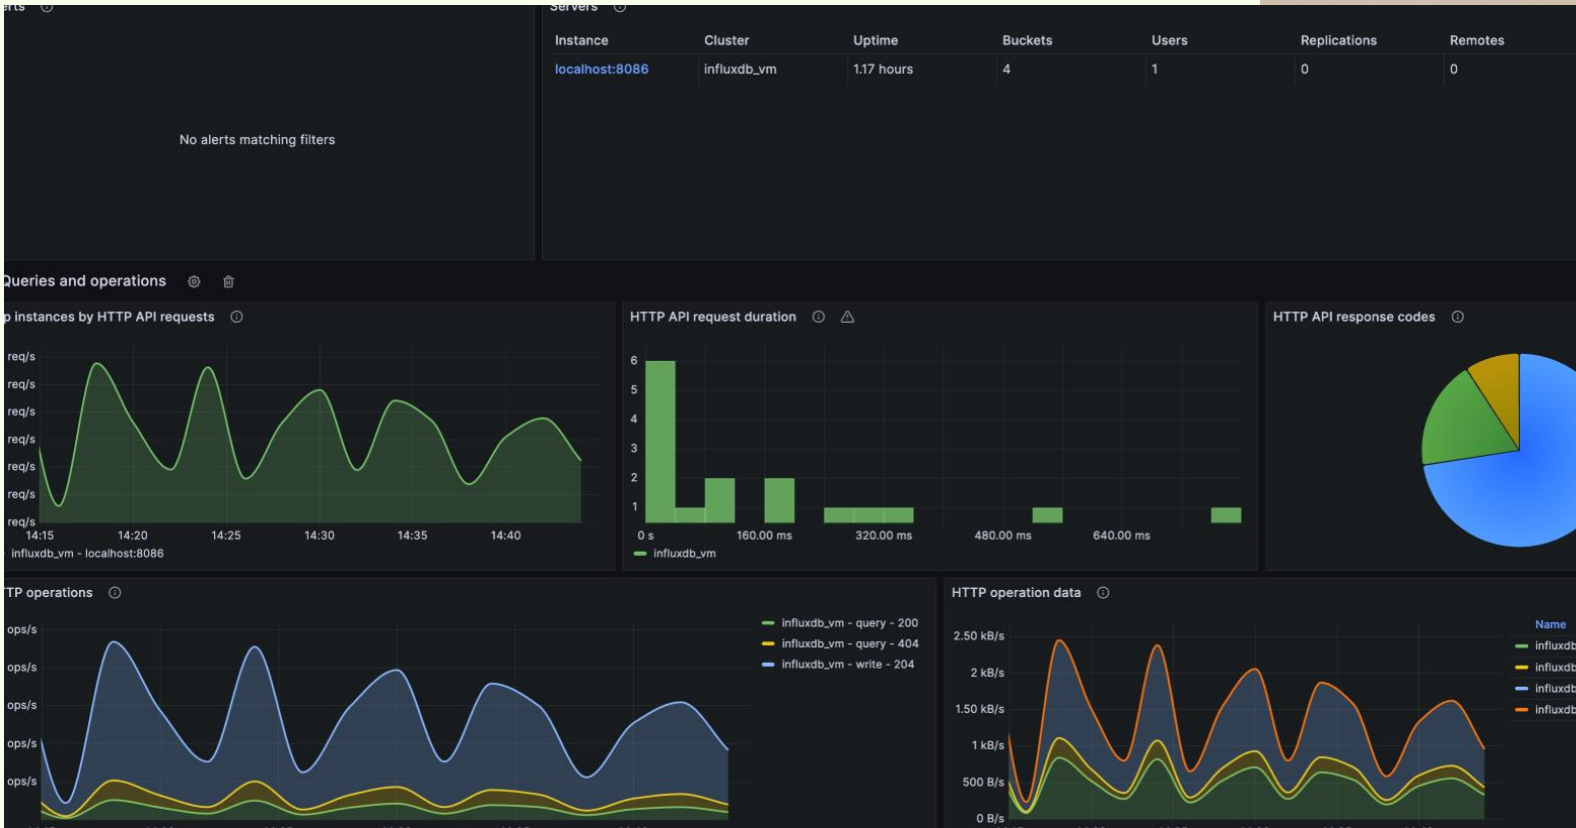 Servers
Instance Cluster Uptime Buckets Users Replications Remotes
localhost:8086 influxdb_vm 1.17 hours 4 1 0 0
No alerts matching filters
Queries and operations
instances by HTTP API requests
req/s
req/s
req/s
req/s
req/s
req/s
req/s
14:15 14:20 14:25 14:30 14:35 14:40
influxdb_vm - localhost:8086
HTTP API request duration
6
5
4
3
2
1
0 s 160.00 ms 320.00 ms 480.00 ms 640.00 ms
influxdb_vm
HTTP API response codes
TP operations
ops/s
ops/s
ops/s
ops/s
ops/s
influxdb_vm - query - 200
influxdb_vm - query - 404
influxdb_vm - write - 204
HTTP operation data
2.50 kB/s
2 kB/s
1.50 kB/s
1 kB/s
500 B/s
0 B/s
Name
influxdb
influxdb
influxdb
influxdb